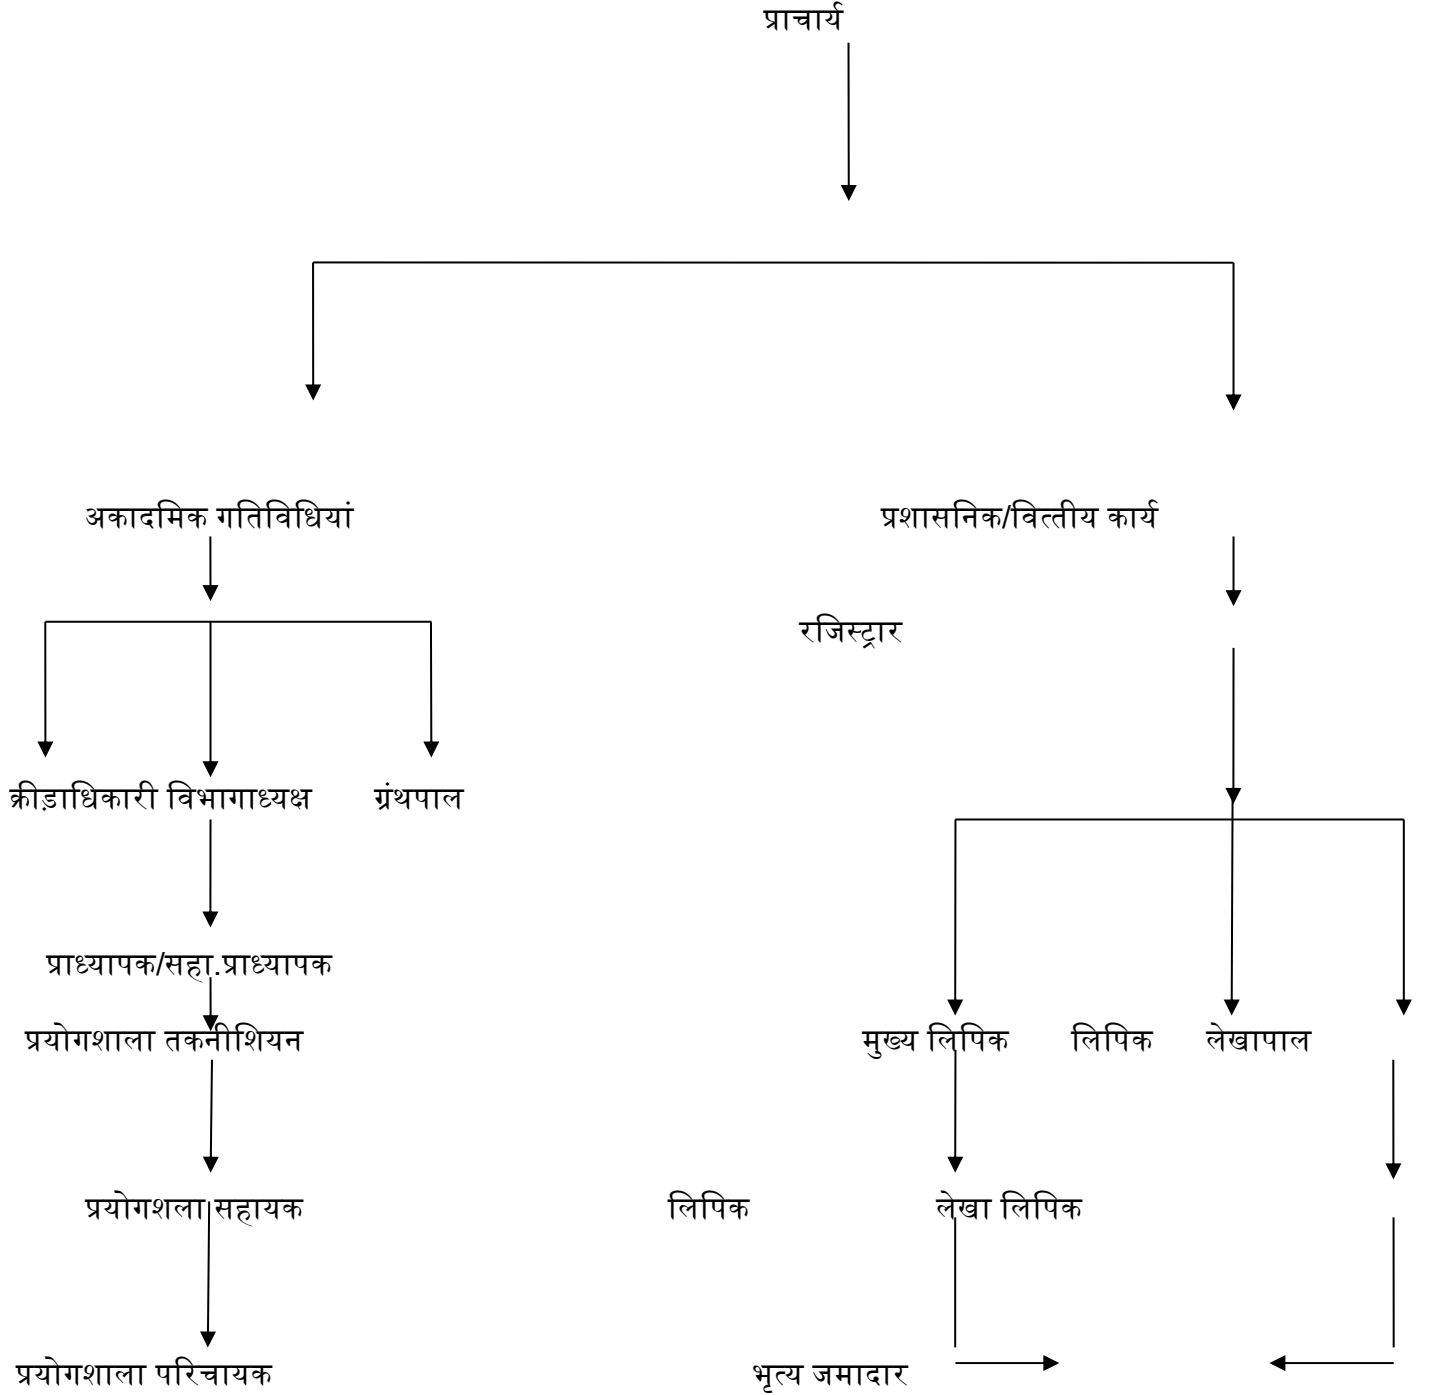 प्राचार्य
अकादमिक गतिविधियां प्रशासनिक/वित्तीय कार्य
रजिस्ट्रार
क्रीड़ाधिकारी विभागाध्यक्ष ग्रंथपाल
प्राध्यापक/सहा.प्राध्यापक
प्रयोगशाला तकनीशियन मुख्य लिपिक लिपिक लेखापाल
प्रयोगशला सहायक लिपिक लेखा लिपिक
प्रयोगशाला परिचायक भृत्य जमादार